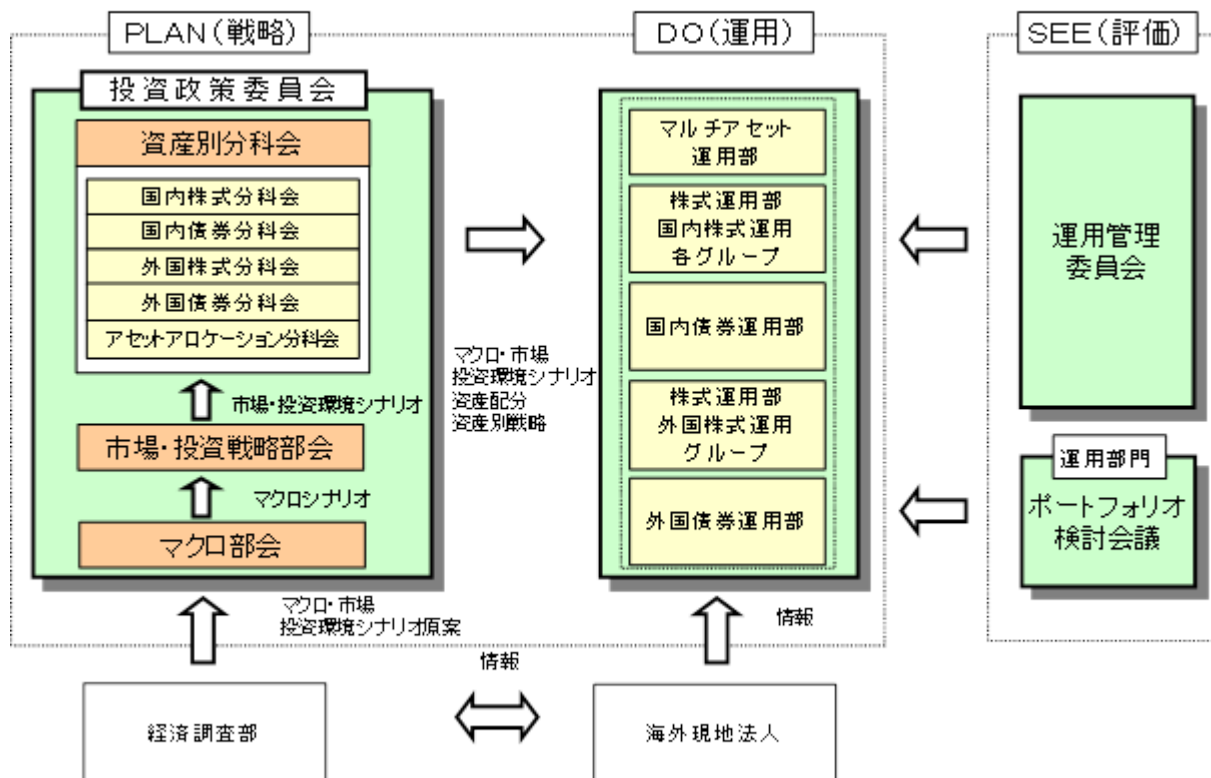 PLAN(戦略)
投資政策委員会
資産別分科会
国内株式分科会
国内債券分科会
外国株式分科会
外国債券分科会
アセットアロケーション分科会
市場・投資環境シナリオ
市場・投資戦略部会
マクロシナリオ
マクロ部会
マクロ・市場
投資環境シナリオ原案
経済調査部
マクロ・市場
投資環境シナリオ
資産配分
資産別戦略
情報
DO(運用)
マルチアセット
運用部
株式運用部
国内株式運用
各グループ
国内債券運用部
株式運用部
外国株式運用
グループ
外国債券運用部
情報
海外現地法人
SEE(評価)
運用管理
委員会
運用部門
ポートフォリオ
検討会議